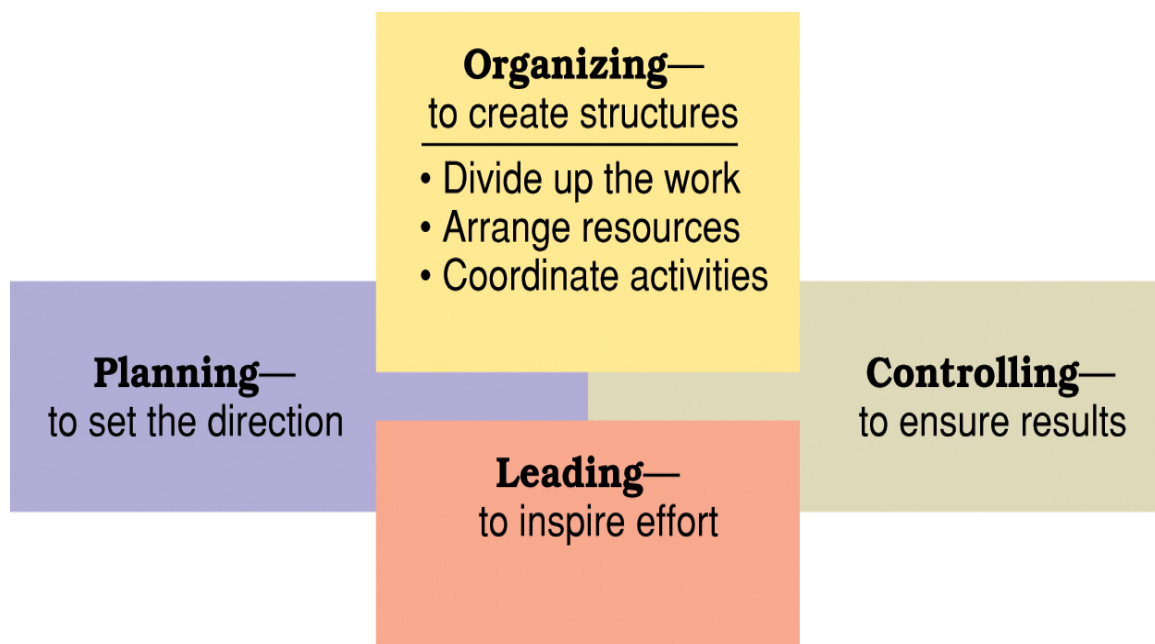 Organizing—
to create structures
• Divide up the work
• Arrange resources
• Coordinate activities
Planning—
to set the direction
Controlling—
to ensure results
Leading—
to inspire effort